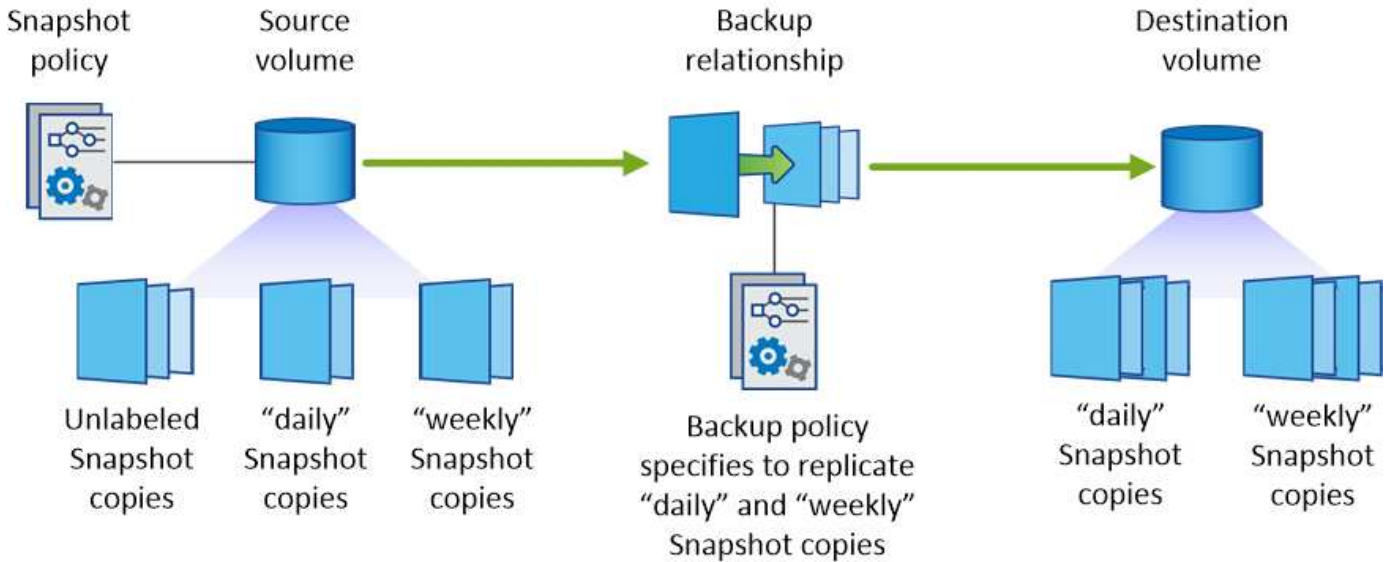 Snapshot
policy
Source
volume
Backup
relationship
Destination
volume
Unlabeled
Snapshot
copies
“daily”
Snapshot
copies
“weekly”
Snapshot
copies
Backup policy
specifies to replicate
“daily” and “weekly”
Snapshot copies
“daily”
Snapshot
copies
“weekly”
Snapshot
copies